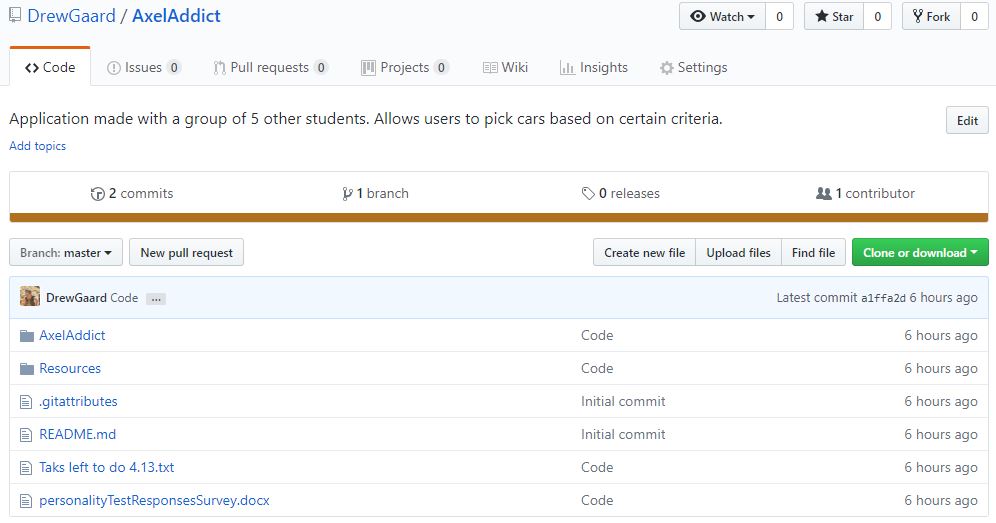 DrewGaard / AxelAddict Watch 0 Star 0 Fork 0
Code Issues 0 Pull requests 0 Projects 0 Wiki Insights Settings
Application made with a group of 5 other students. Allows users to pick cars based on certain criteria. Edit
Add topics
2 commits 1 branch 0 releases 1 contributor
Branch: master New pull request Create new file Upload files Find file Clone or download
DrewGaard Code ... Latest commit a1ffa2d 6 hours ago
AxelAddict Code 6 hours ago
Resources Code 6 hours ago
.gitattributes Initial commit 6 hours ago
README.md Initial commit 6 hours ago
Taks left to do 4.13.txt Code 6 hours ago
personalityTestResponsesSurvey.docx Code 6 hours ago